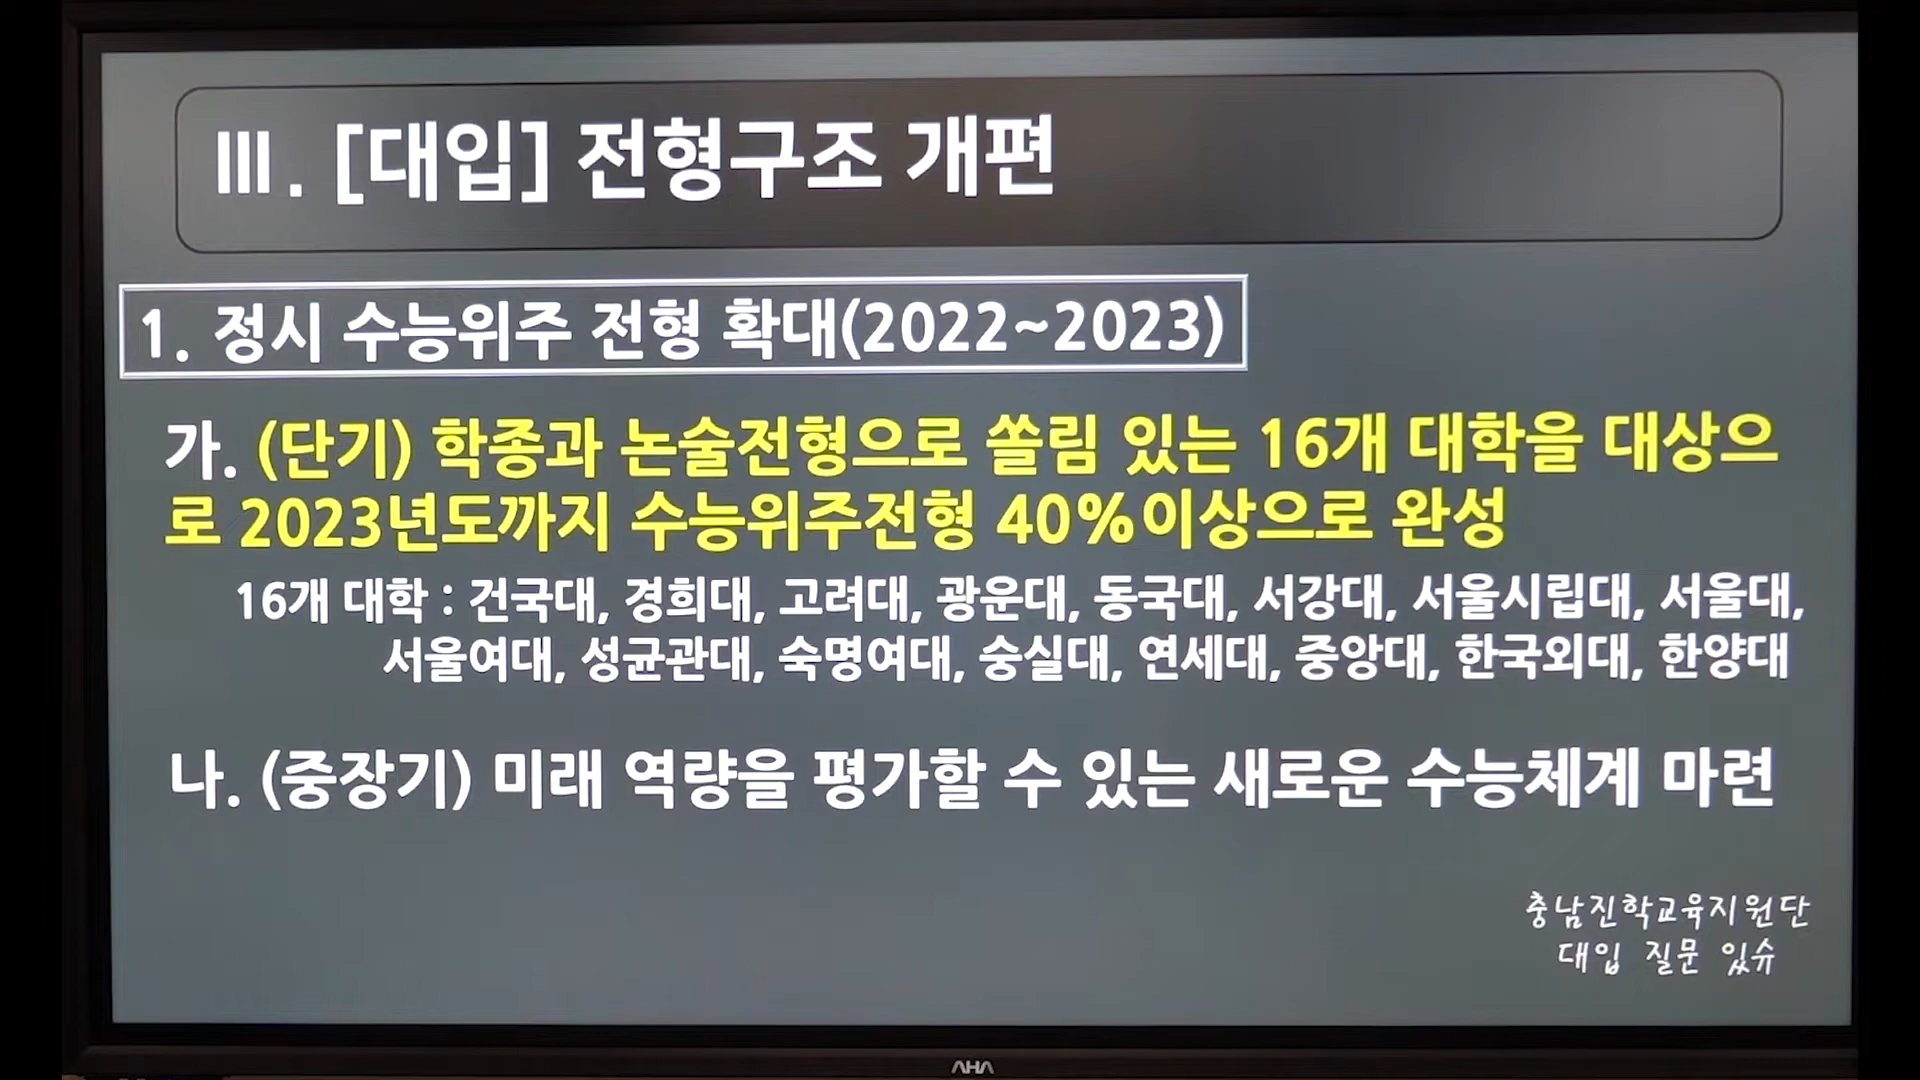 III. [대입] 전형구조 개편
1. 정시 수능위주 전형 확대(2022~2023)
가. (단기) 학종과 논술전형으로 쏠림 있는 16개 대학을 대상으
로 2023년도까지 수능위주전형 40%이상으로 완성
16개 대학 : 건국대, 경희대, 고려대, 광운대, 동국대, 서강대, 서울시립대, 서울대,
서울여대, 성균관대, 숙명여대, 숭실대, 연세대, 중앙대, 한국외대, 한양대
나. (중장기) 미래 역량을 평가할 수 있는 새로운 수능체계 마련
충남진학교육지원단
대입 질문 있슈
AHA